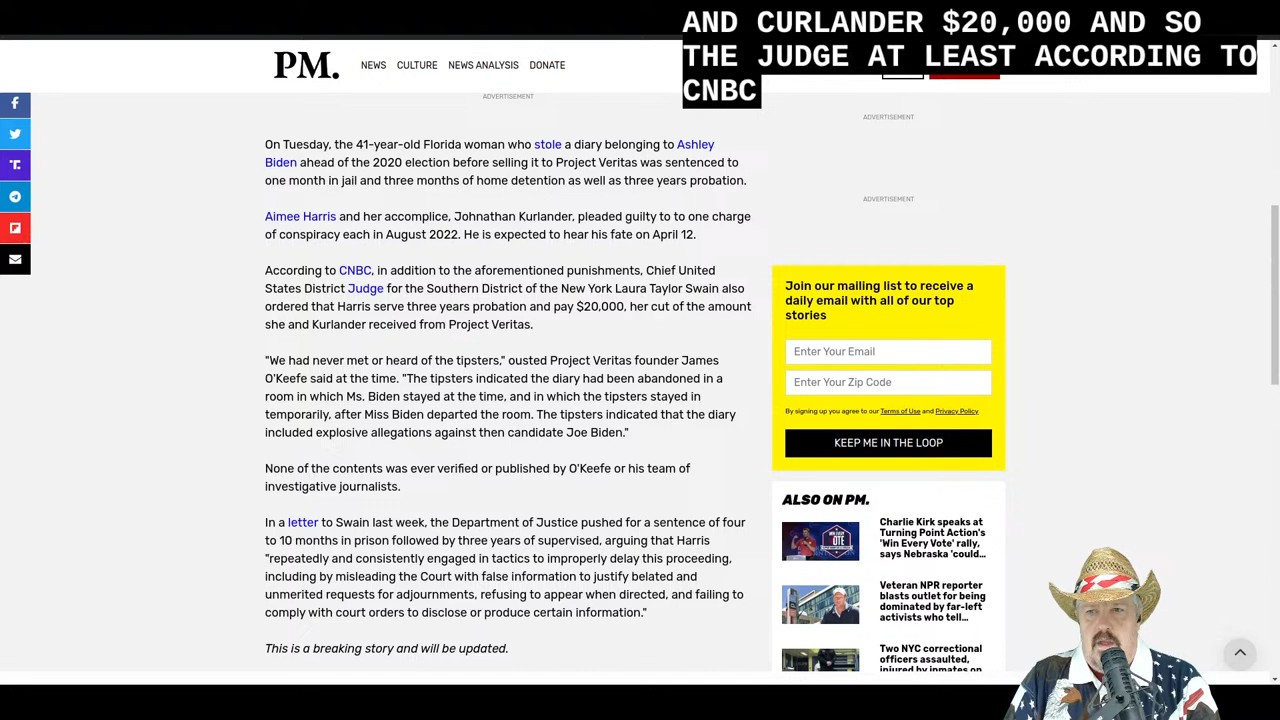 AND CURLANDER $20,000 AND SO
THE JUDGE AT LEAST ACCORDING TO
CNBC
PM.
NEWS
CULTURE
NEWS ANALYSIS
DONATE
ADVERTISEMENT
On Tuesday, the 41-year-old Florida woman who stole a diary belonging to Ashley
Biden ahead of the 2020 election before selling it to Project Veritas was sentenced to
one month in jail and three months of home detention as well as three years probation.
Aimee Harris and her accomplice, Johnathan Kurlander, pleaded guilty to to one charge
of conspiracy each in August 2022. He is expected to hear his fate on April 12.
According to CNBC, in addition to the aforementioned punishments, Chief United
States District Judge for the Southern District of the New York Laura Taylor Swain also
ordered that Harris serve three years probation and pay $20,000, her cut of the amount
she and Kurlander received from Project Veritas.
"We had never met or heard of the tipsters," ousted Project Veritas founder James
O'Keefe said at the time. "The tipsters indicated the diary had been abandoned in a
room in which Ms. Biden stayed at the time, and in which the tipsters stayed in
temporarily, after Miss Biden departed the room. The tipsters indicated that the diary
included explosive allegations against then candidate Joe Biden."
None of the contents was ever verified or published by O'Keefe or his team of
investigative journalists.
In a letter to Swain last week, the Department of Justice pushed for a sentence of four
to 10 months in prison followed by three years of supervised, arguing that Harris
"repeatedly and consistently engaged in tactics to improperly delay this proceeding,
including by misleading the Court with false information to justify belated and
unmerited requests for adjournments, refusing to appear when directed, and failing to
comply with court orders to disclose or produce certain information."
This is a breaking story and will be updated.
ADVERTISEMENT
ADVERTISEMENT
Join our mailing list to receive a
daily email with all of our top
stories
Enter Your Email
Enter Your Zip Code
By signing up you agree to our Terms of Use and Privacy Policy
KEEP ME IN THE LOOP
ALSO ON PM.
Charlie Kirk speaks at
Turning Point Action's
'Win Every Vote' rally,
says Nebraska 'could...
Veteran NPR reporter
blasts outlet for being
dominated by far-left
activists who tell...
Two NYC correctional
officers assaulted,
injured by inmates on